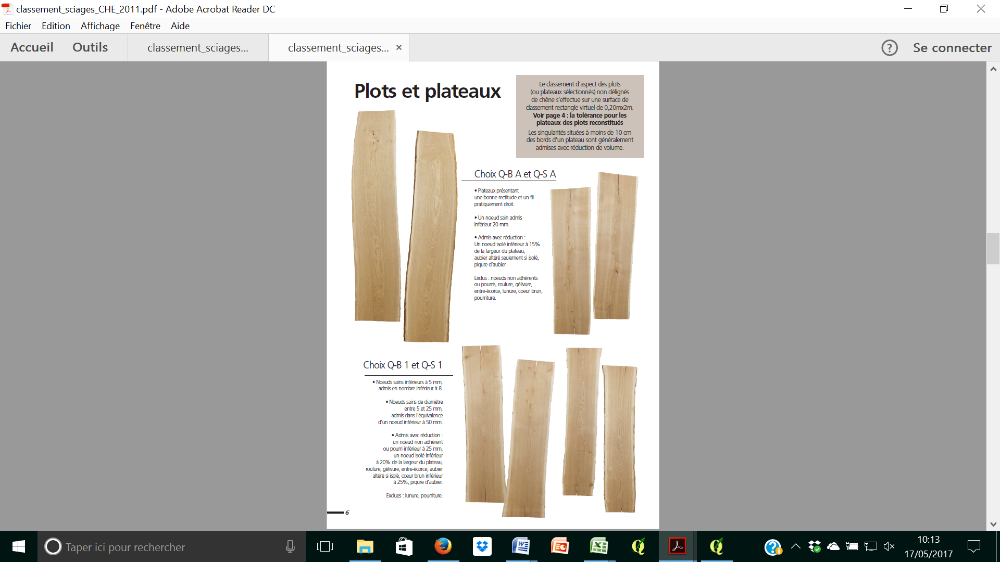 classement_sciages_CHE_2011.pdf - Adobe Acrobat Reader DC
Fichier Edition Affichage Fenêtre Aide
Accueil Outils classement_sciages... classement_sciages... × ? Se connecter
Plots et plateaux
Le classement d'aspect des plots
(ou plateaux sélectionnés) non délignés
de chêne s'effectue sur une surface de
classement rectangle virtuel de 0,20mx2m.
Voir page 4 : la tolérance pour les
plateaux des plots reconstitués
Les singularités situées à moins de 10 cm
des bords d'un plateau sont généralement
admises avec réduction de volume.
Choix Q-B A et Q-S A
• Plateaux présentant
une bonne rectitude et un fil
pratiquement droit.
• Un noeud sain admis
inférieur 20 mm.
• Admis avec réduction :
Un noeud isolé inférieur à 15%
de la largeur du plateau,
aubier altéré seulement si isolé,
piqure d'aubier.
Exclus : noeuds non adhérents
ou pourris, roulure, gélivure,
entre-écorce, lunure, coeur brun,
pourriture.
Choix Q-B 1 et Q-S 1
• Noeuds sains inférieurs à 5 mm,
admis en nombre inférieur à 8.
• Noeuds sains de diamètre
entre 5 et 25 mm,
admis dans l'équivalence
d'un noeud inférieur à 50 mm.
• Admis avec réduction :
un noeud non adhérent
ou pourri inférieur à 25 mm,
un noeud isolé inférieur
à 20% de la largeur du plateau,
roulure, gélivure, entre-écorce, aubier
altéré si isolé, coeur brun inférieur
à 25%, piqure d'aubier.
Exclues : lunure, pourriture.
6
Taper ici pour rechercher
10:13
17/05/2017